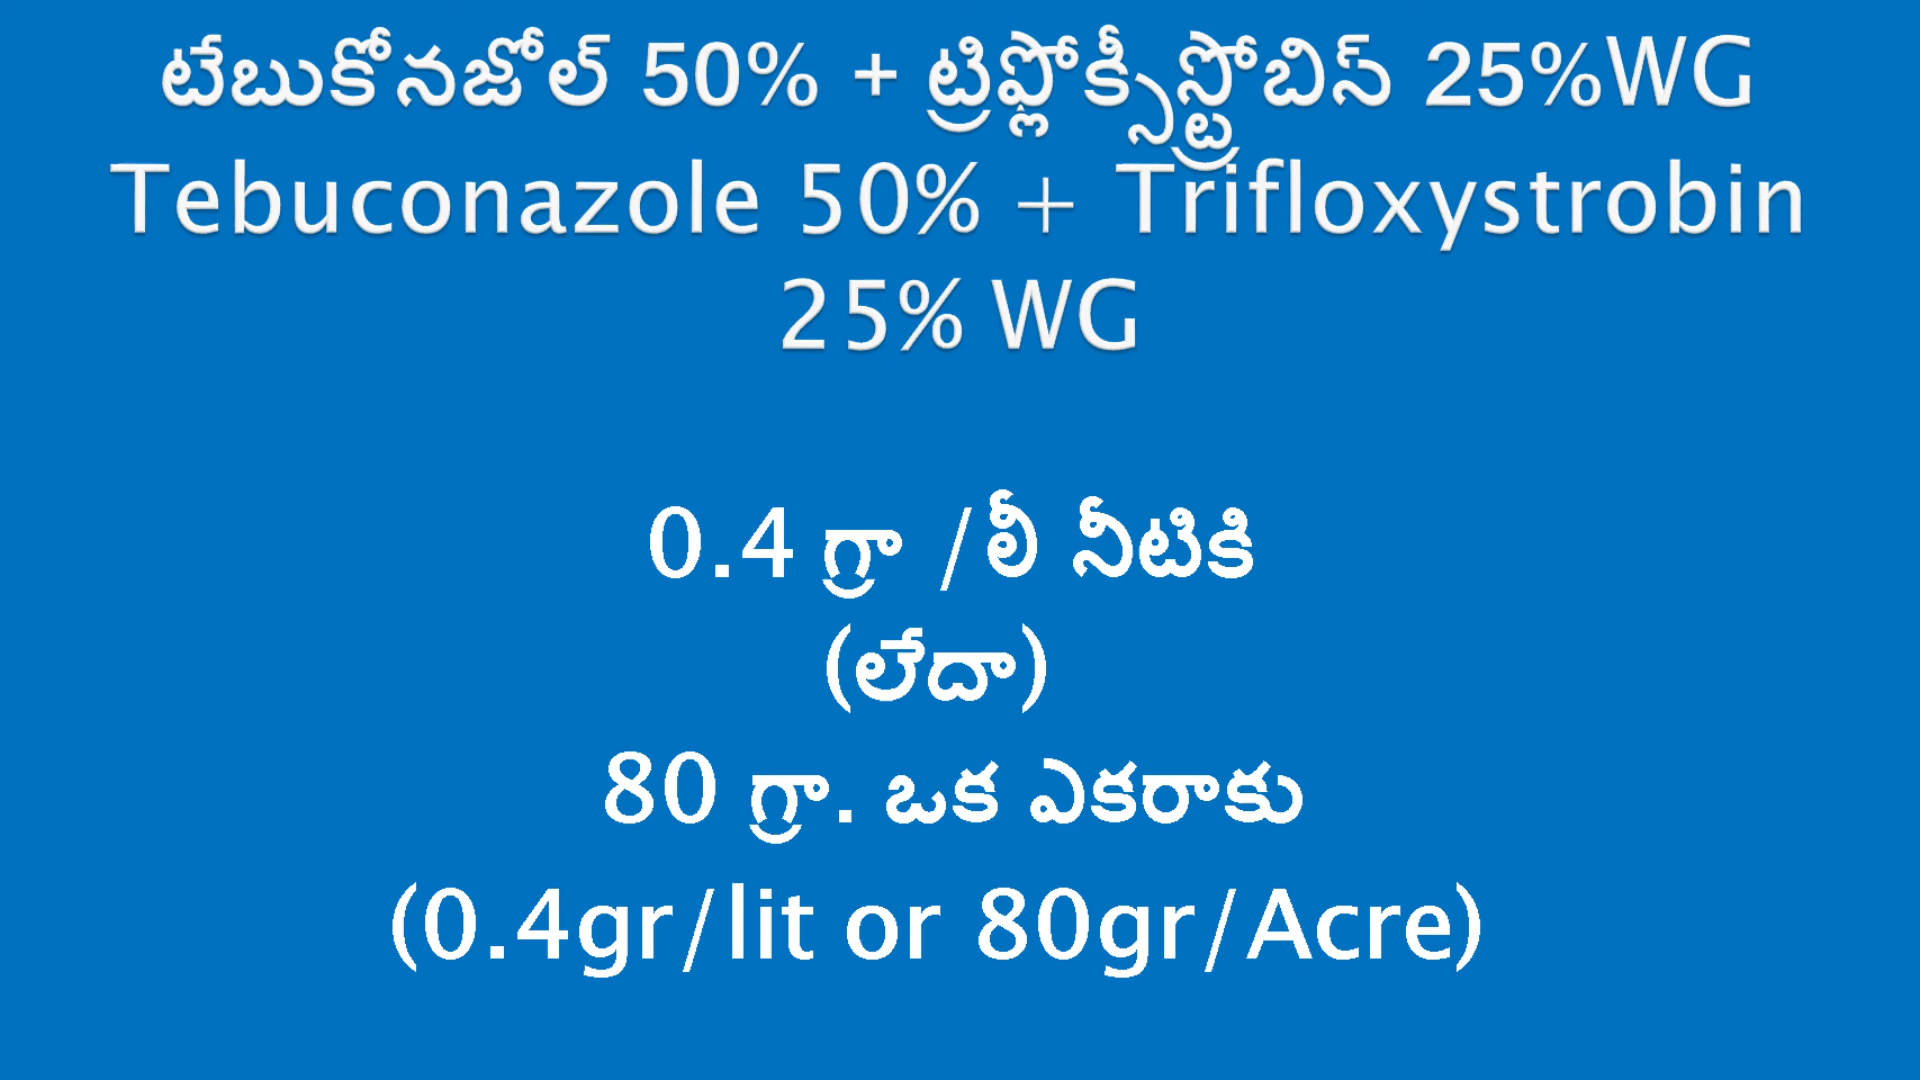 టేబుకోనజోల్ 50% + ట్రిఫ్లోక్సీస్ట్రోబిన్ 25%WG
Tebuconazole 50% + Trifloxystrobin
25% WG
0.4 గ్రా /లీ నీటికి
(లేదా)
80 గ్రా. ఒక ఎకరాకు
(0.4gr/lit or 80gr/Acre)